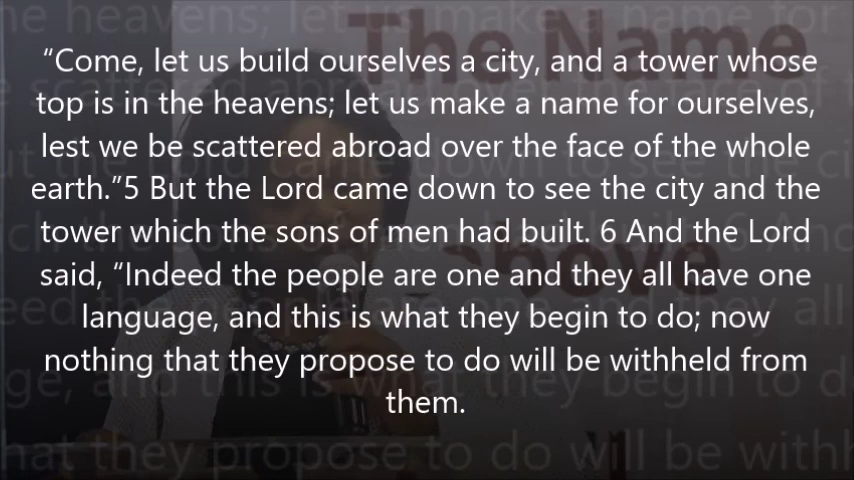 The Name
above
“Come, let us build ourselves a city, and a tower whose
top is in the heavens; let us make a name for ourselves,
lest we be scattered abroad over the face of the whole
earth.”5 But the Lord came down to see the city and the
tower which the sons of men had built. 6 And the Lord
said, “Indeed the people are one and they all have one
language, and this is what they begin to do; now
nothing that they propose to do will be withheld from
them.